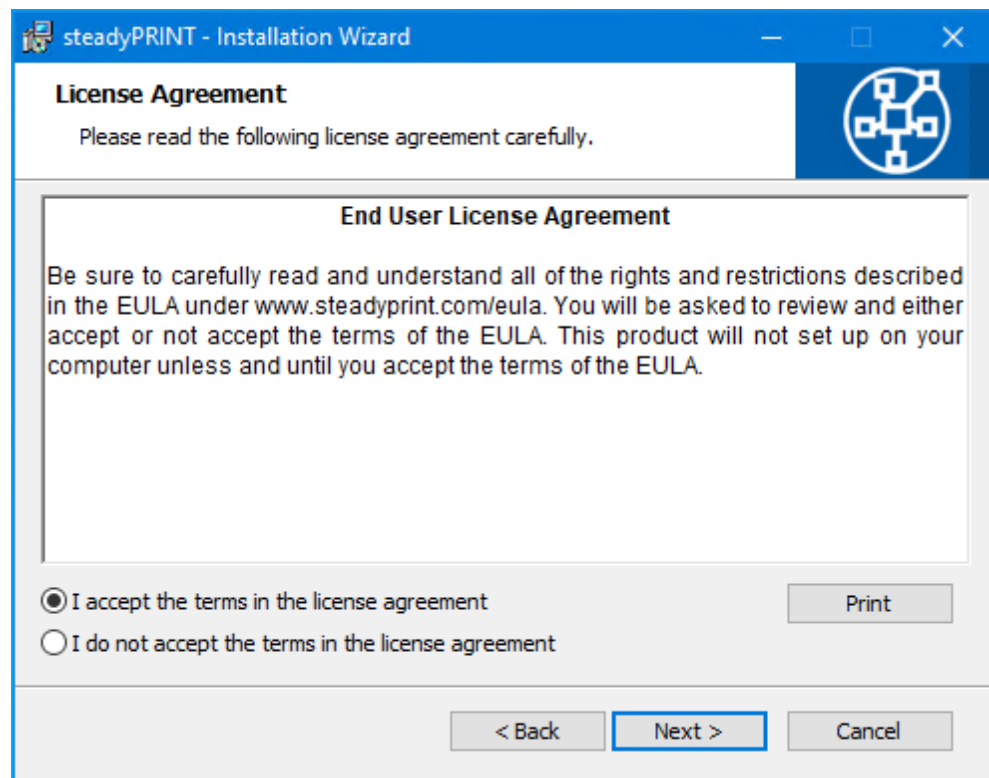 steadyPRINT - Installation Wizard
License Agreement
Please read the following license agreement carefully.
End User License Agreement
Be sure to carefully read and understand all of the rights and restrictions described
in the EULA under www.steadyprint.com/eula. You will be asked to review and either
accept or not accept the terms of the EULA. This product will not set up on your
computer unless and until you accept the terms of the EULA.
I accept the terms in the license agreement
Print
I do not accept the terms in the license agreement
< Back
Next >
Cancel